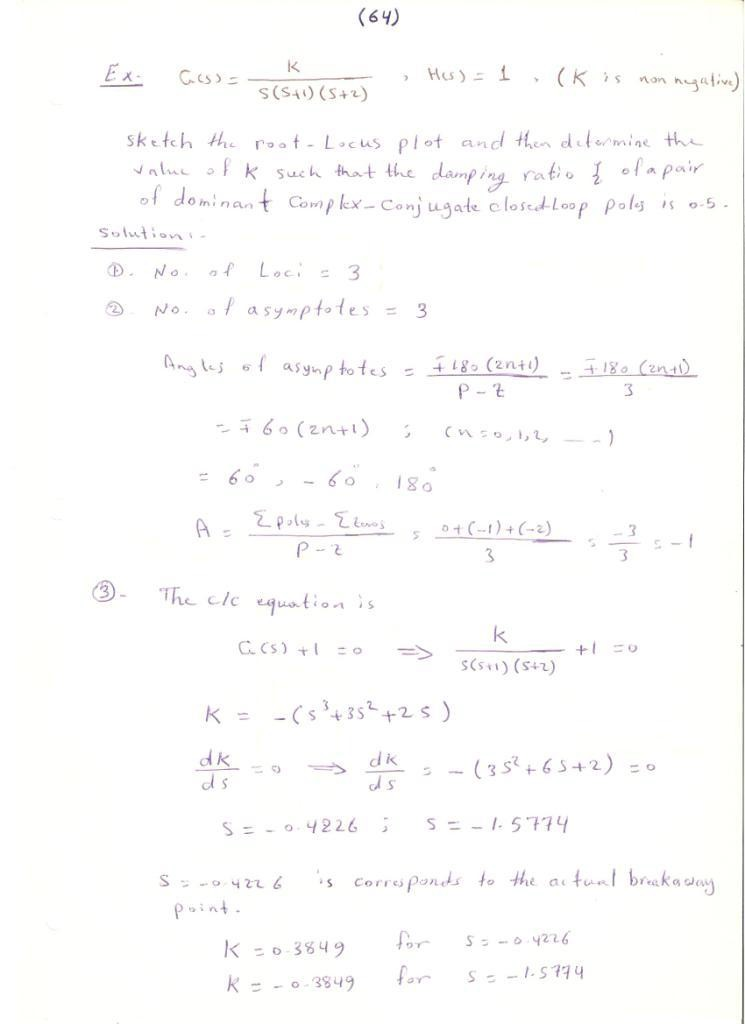 (64)
Ex- G(s) = K / S(S+1)(S+2) , H(s) = 1 , (K is non negative)
sketch the root-Locus plot and then determine the
value of K such that the damping ratio ξ of a pair
of dominant Complex-Conjugate closed-Loop poles is 0.5.
Solution:-
①. No. of Loci = 3
② No. of asymptotes = 3
Angles of asymptotes = ∓180 (2n+1) / P-Z = ∓180 (2n+1) / 3
= ∓60 (2n+1) ; (n=0,1,2, ---)
= 60°, -60°, 180°
A = Σpoles - Σzeros / P-Z = 0+(-1)+(-2) / 3 = -3/3 = -1
③- The c/c equation is
G(s) +1 = 0 ⟹ K / S(S+1)(S+2) +1 = 0
K = -(S³+3S²+2S)
dk/ds = 0 ⟹ dk/ds = -(3S²+6S+2) = 0
S = -0.4226 ; S = -1.5774
S = -0.4226 is corresponds to the actual breakaway
point.
K = 0.3849 for S = -0.4226
K = -0.3849 for S = -1.5774